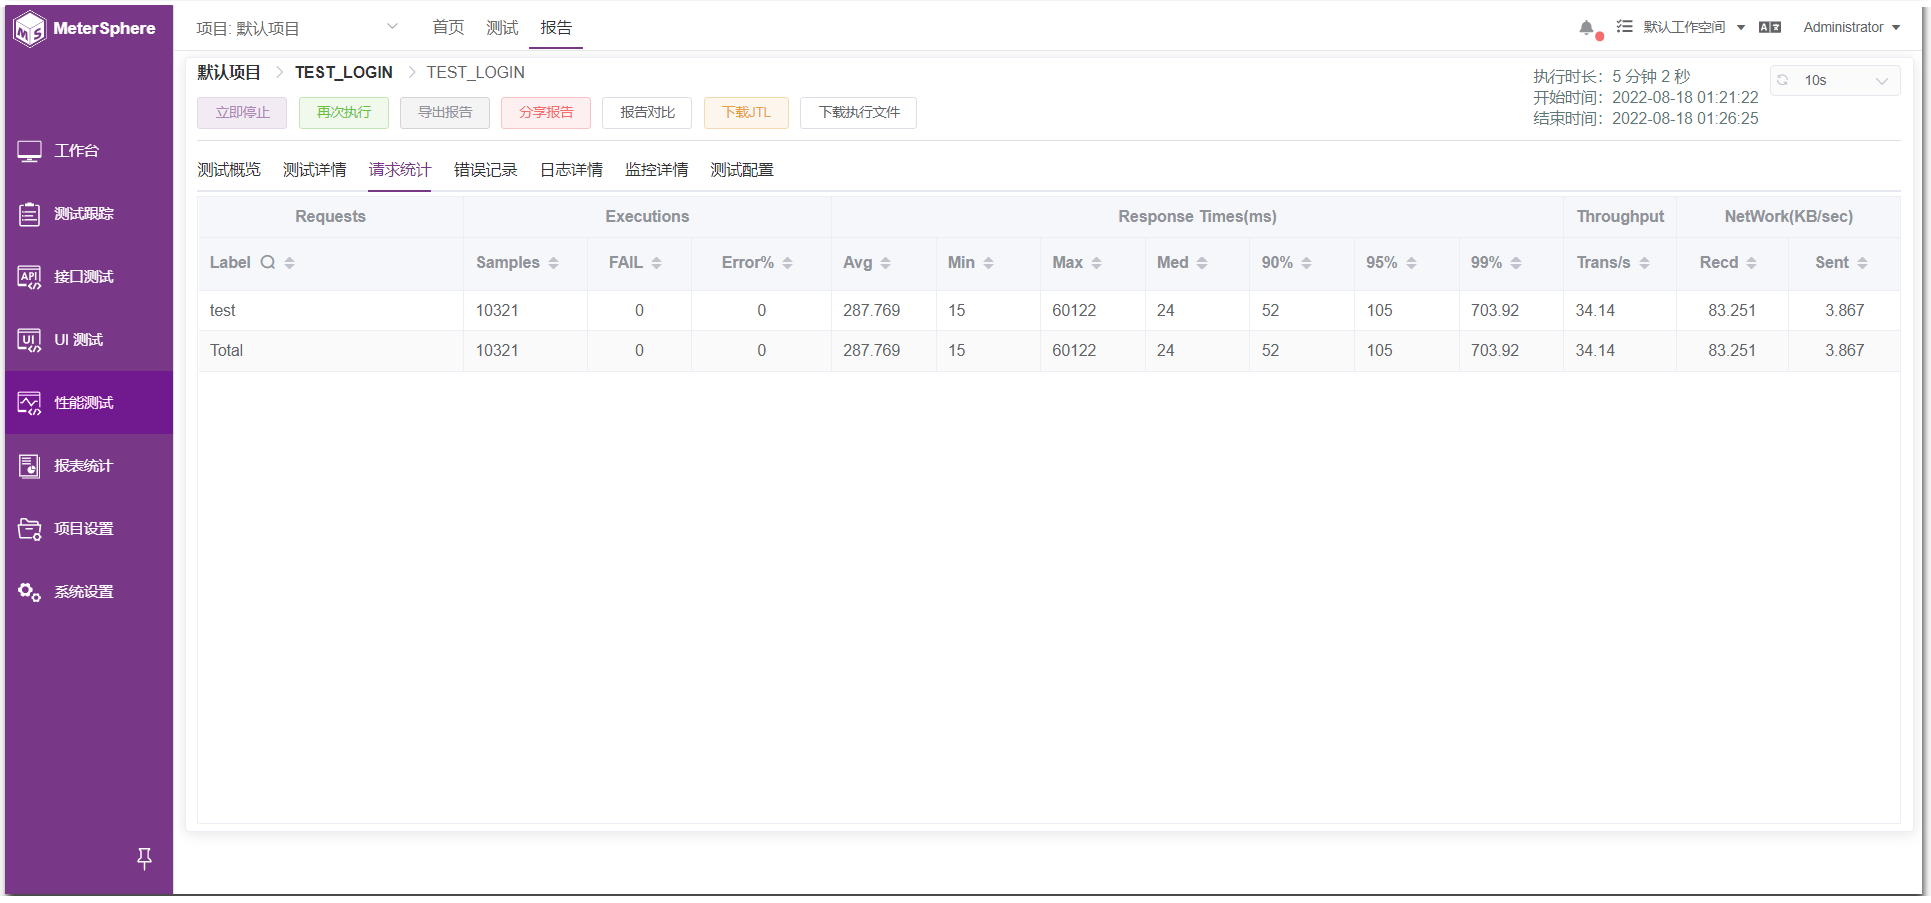 MeterSphere
项目: 默认项目
首页 测试 报告
默认工作空间
Administrator
默认项目 > TEST_LOGIN > TEST_LOGIN
执行时长: 5 分钟 2 秒
开始时间: 2022-08-18 01:21:22
结束时间: 2022-08-18 01:26:25
10s
立即停止 再次执行 导出报告 分享报告 报告对比 下载JTL 下载执行文件
测试概览 测试详情 请求统计 错误记录 日志详情 监控详情 测试配置
工作台
测试跟踪
接口测试
UI 测试
性能测试
报表统计
项目设置
系统设置
Requests Executions Response Times(ms) Throughput NetWork(KB/sec)
Label Samples FAIL Error% Avg Min Max Med 90% 95% 99% Trans/s Recd Sent
test 10321 0 0 287.769 15 60122 24 52 105 703.92 34.14 83.251 3.867
Total 10321 0 0 287.769 15 60122 24 52 105 703.92 34.14 83.251 3.867